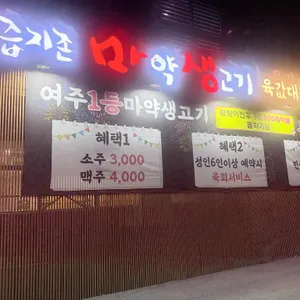 즙지존 마약생고기 육갑대
여주1등마약생고기
혜택1
소주 3,000
맥주 4,000
혜택2
성인6인이상 예약시
육회서비스